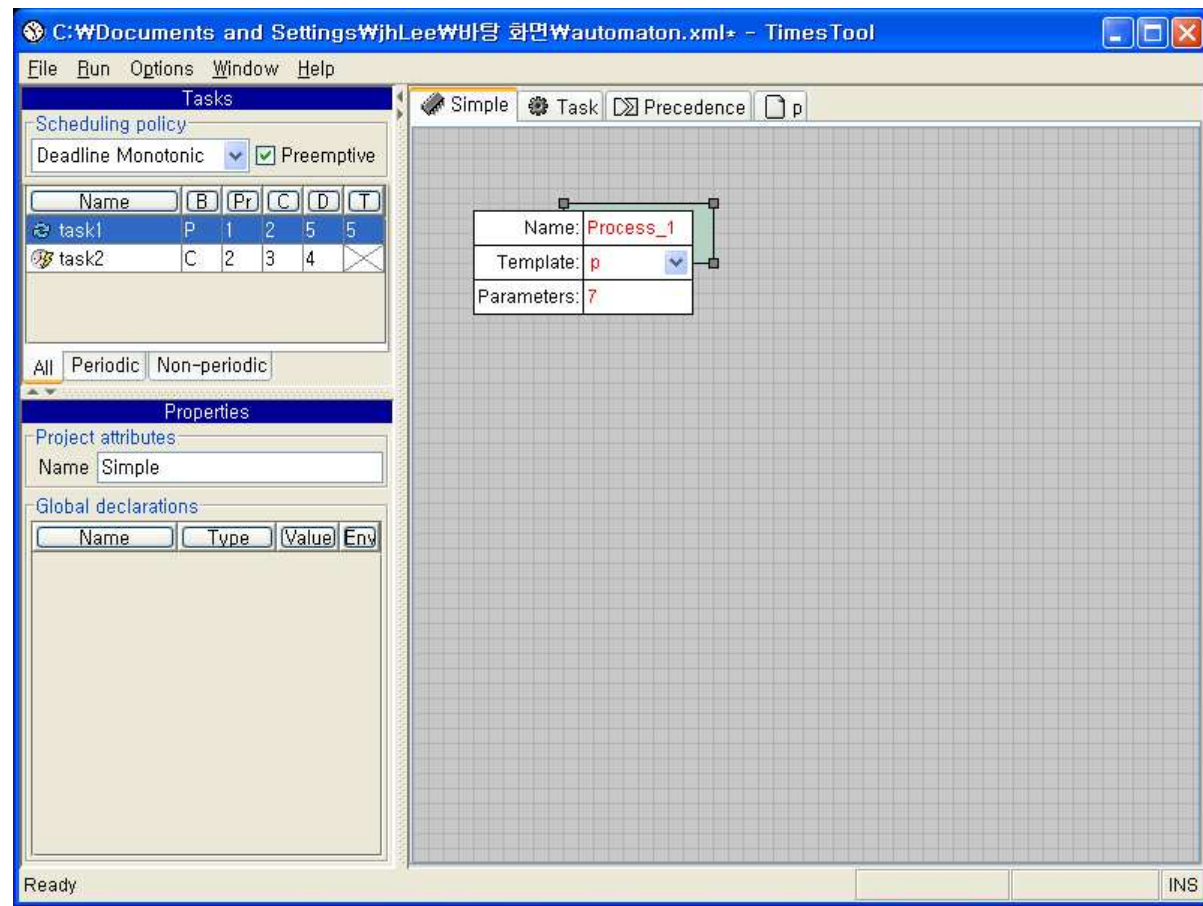 C:₩Documents and Settings₩jhLee₩바탕 화면₩automaton.xml* - TimesTool
File Run Options Window Help
Tasks
Scheduling policy
Deadline Monotonic Preemptive
Name B Pr C D T
task1 P 1 2 5 5
task2 C 2 3 4
All Periodic Non-periodic
Properties
Project attributes
Name Simple
Global declarations
Name Type Value Env
Simple Task Precedence p
Name: Process_1
Template: p
Parameters: 7
Ready
INS